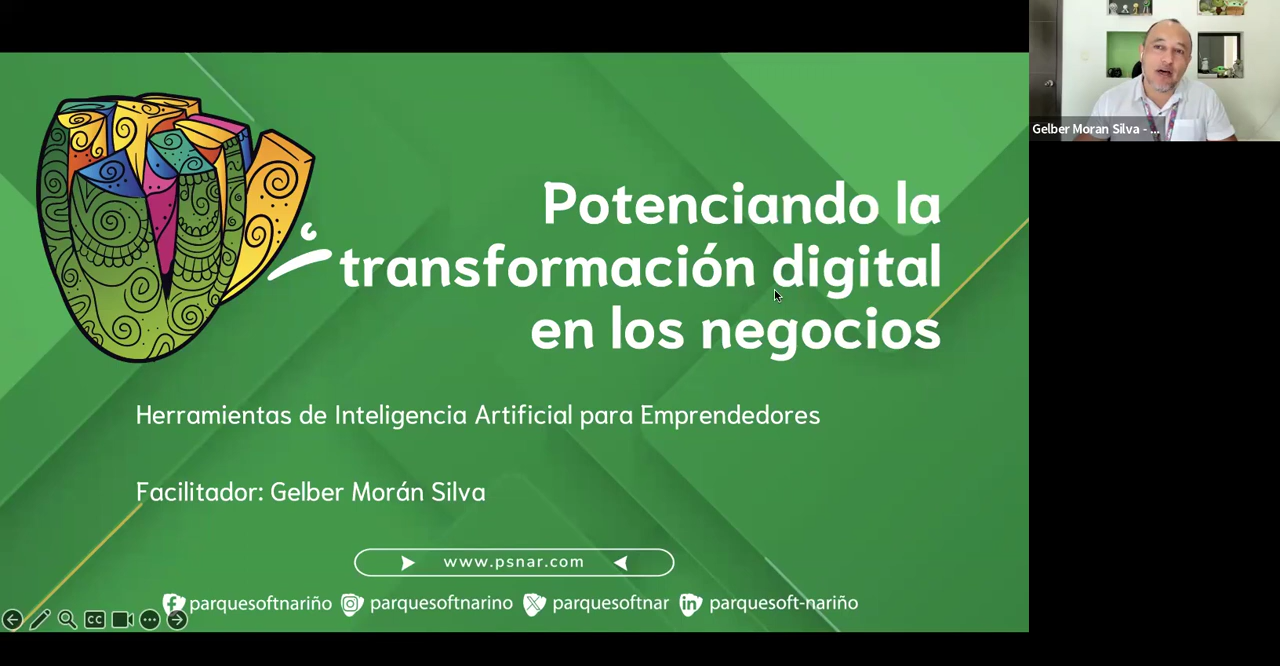 Potenciando la
transformación digital
en los negocios
Herramientas de Inteligencia Artificial para Emprendedores
Facilitador: Gelber Morán Silva
www.psnar.com
parquesoftnariño parquesoftnarino parquesoftnar parquesoft-nariño
CC
Gelber Moran Silva - ...